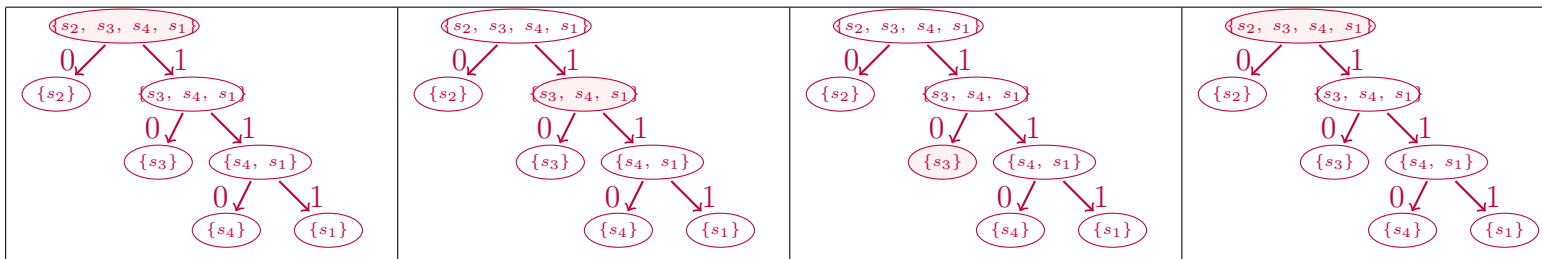 {s₂, s₃, s₄, s₁} {s₂, s₃, s₄, s₁} {s₂, s₃, s₄, s₁} {s₂, s₃, s₄, s₁}
0 1 0 1 0 1 0 1
{s₂} {s₃, s₄, s₁} {s₂} {s₃, s₄, s₁} {s₂} {s₃, s₄, s₁} {s₂} {s₃, s₄, s₁}
0 1 0 1 0 1 0 1
{s₃} {s₄, s₁} {s₃} {s₄, s₁} {s₃} {s₄, s₁} {s₃} {s₄, s₁}
0 1 0 1 0 1 0 1
{s₄} {s₁} {s₄} {s₁} {s₄} {s₁} {s₄} {s₁}